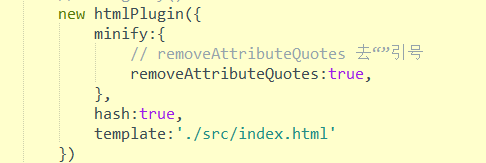 new htmlPlugin({
minify:{
// removeAttributeQuotes 去“”引号
removeAttributeQuotes:true,
},
hash:true,
template:'./src/index.html'
})